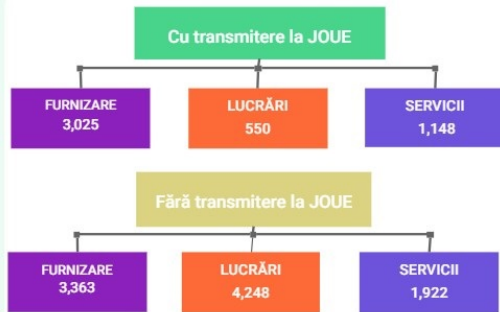 Cu transmitere la JOUE
FURNIZARE
3,025
LUCRĂRI
550
SERVICII
1,148
Fără transmitere la JOUE
FURNIZARE
3,363
LUCRĂRI
4,248
SERVICII
1,922